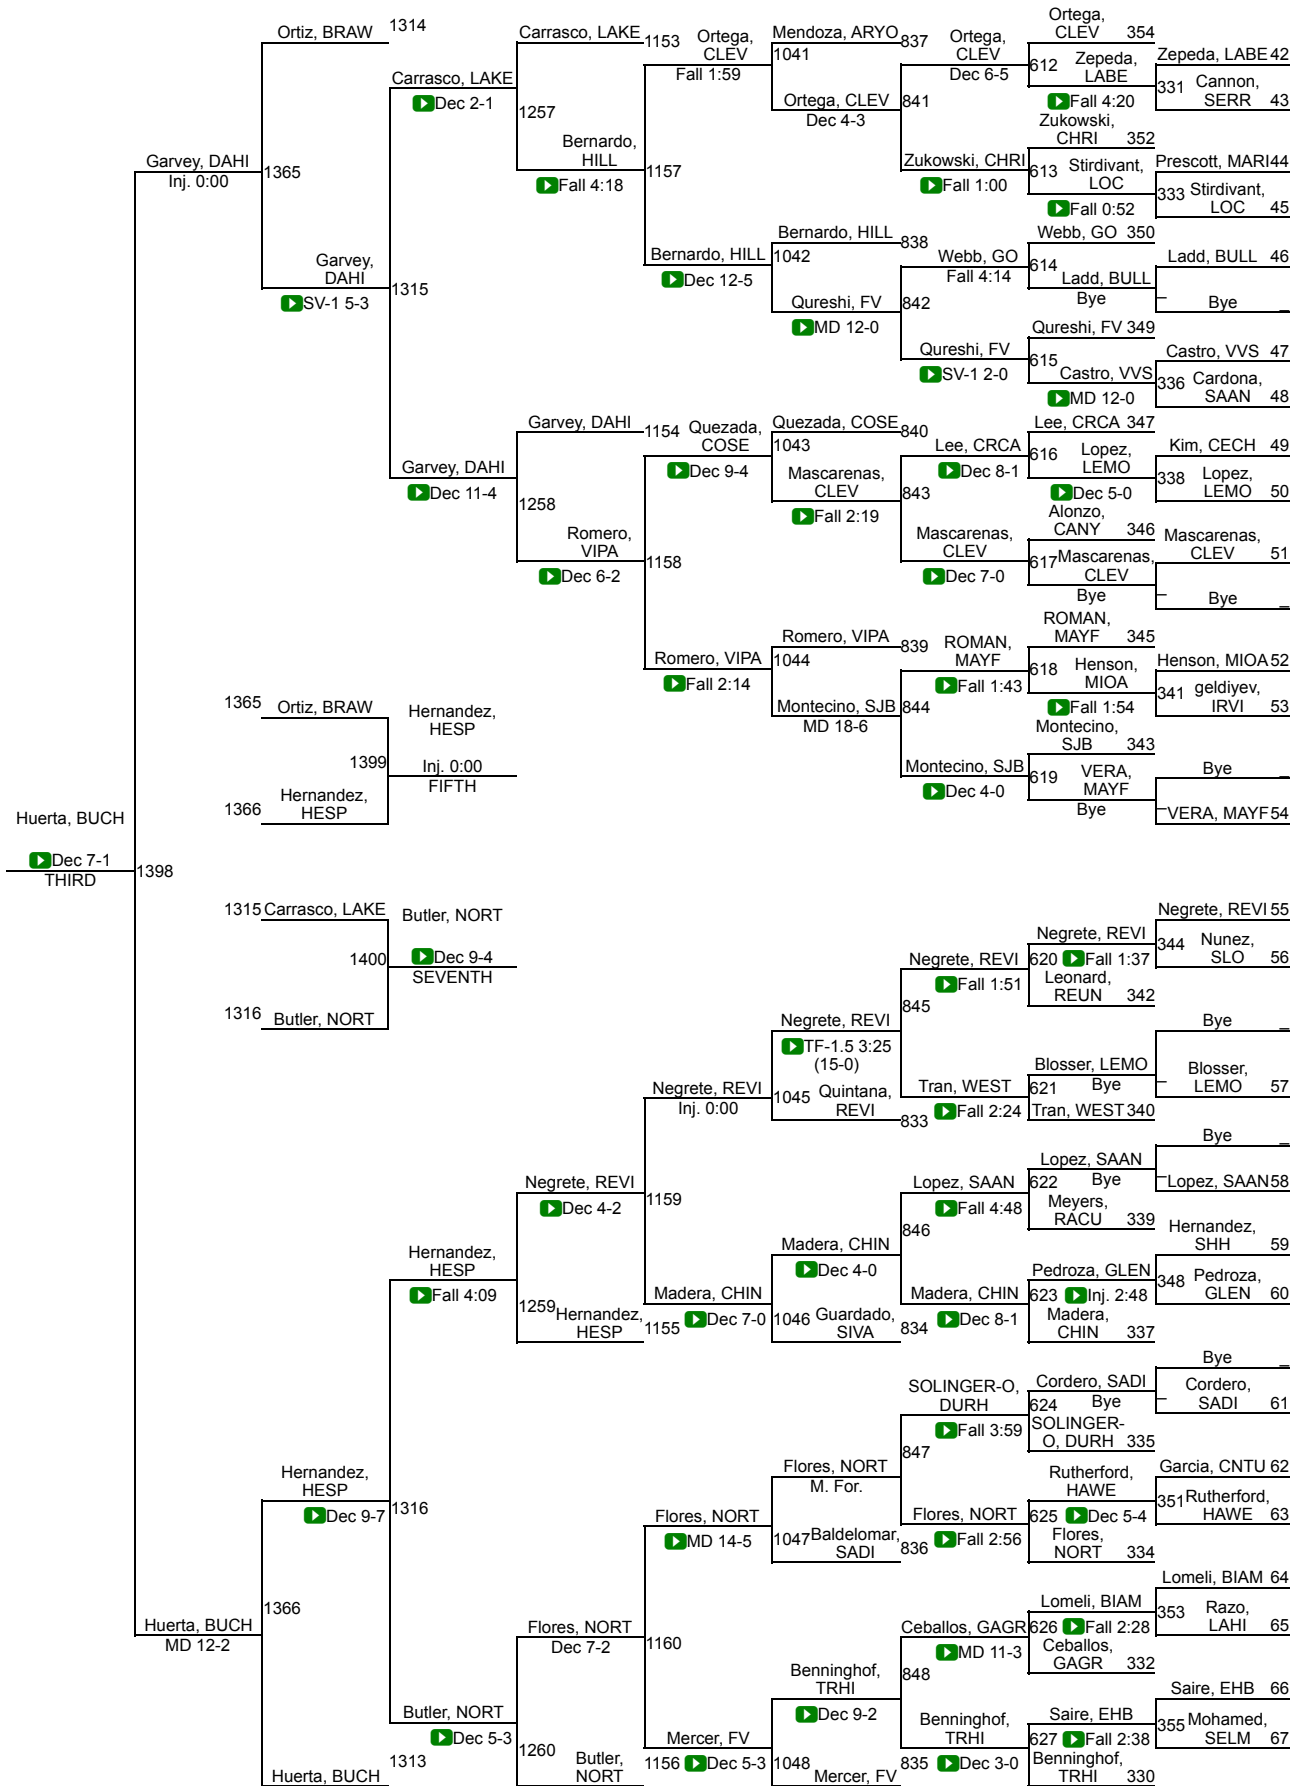 Ortiz, BRAW
1314
Garvey, DAHI
Inj. 0:00
1365
Garvey,
DAHI
SV-1 5-3
Carrasco, LAKE
Dec 2-1
1315
Garvey, DAHI
Dec 11-4
Carrasco, LAKE
1153
1257
Bernardo,
HILL
Fall 4:18
Garvey, DAHI
1154
1258
Romero,
VIPA
Dec 6-2
Ortega,
CLEV
Fall 1:59
1157
Bernardo, HILL
Dec 12-5
Quezada,
COSE
Dec 9-4
1158
Romero, VIPA
Fall 2:14
Mendoza, ARYO
837
1041
Ortega, CLEV
Dec 4-3
Bernardo, HILL
838
1042
Qureshi, FV
MD 12-0
Quezada, COSE
840
1043
Mascarenas,
CLEV
Fall 2:19
Romero, VIPA
839
1044
Montecino, SJB
MD 18-6
Ortega,
CLEV
Dec 6-5
841
Zukowski, CHRI
Fall 1:00
Webb, GO
Fall 4:14
842
Qureshi, FV
SV-1 2-0
Lee, CRCA
Dec 8-1
843
Mascarenas,
CLEV
Dec 7-0
ROMAN,
MAYF
Fall 1:43
844
Montecino, SJB
Dec 4-0
Ortega,
CLEV 354
612 Zepeda,
LABE
Fall 4:20
Zukowski,
CHRI 352
613 Stirdivant,
LOC
Fall 0:52
Webb, GO 350
614
Ladd, BULL
Bye
Qureshi, FV 349
615
Castro, VVS
MD 12-0
Lee, CRCA 347
616 Lopez,
LEMO
Dec 5-0
Alonzo,
CANY 346
617 Mascarenas,
CLEV
Bye
ROMAN,
MAYF 345
618 Henson,
MIOA
Fall 1:54
Montecino,
SJB 343
619 VERA,
MAYF
Bye
Zepeda, LABE 42
331 Cannon,
SERR 43
Prescott, MARI 44
333 Stirdivant,
LOC 45
Ladd, BULL 46
_ Bye _
Castro, VVS 47
336 Cardona,
SAAN 48
Kim, CECH 49
338 Lopez,
LEMO 50
Mascarenas,
CLEV 51
_ Bye _
Henson, MIOA 52
341 geldiyev,
IRVI 53
Bye _
_ VERA, MAYF 54
1365 Ortiz, BRAW
Hernandez,
HESP
1399
Inj. 0:00
FIFTH
1366 Hernandez,
HESP
Huerta, BUCH
Dec 7-1
THIRD
1398
1315 Carrasco, LAKE
Butler, NORT
1400
Dec 9-4
SEVENTH
1316 Butler, NORT
Hernandez,
HESP
Dec 9-7
1366
Huerta, BUCH
MD 12-2
Huerta, BUCH
1313
Hernandez,
HESP
Fall 4:09
1316
Butler, NORT
Dec 5-3
Negrete, REVI
Dec 4-2
1259 Hernandez,
HESP
1155
Flores, NORT
Dec 7-2
1260
Butler,
NORT
1156
Negrete, REVI
Inj. 0:00
1159
Madera, CHIN
Dec 7-0
Flores, NORT
MD 14-5
1160
Mercer, FV
Dec 5-3
Negrete, REVI
TF-1.5 3:25
(15-0)
1045 Quintana,
REVI
833
Madera, CHIN
Dec 4-0
1046 Guardado,
SIVA
834
Flores, NORT
M. For.
1047 Baldelomar,
SADI
836
Benninghof,
TRHI
Dec 9-2
1048
Mercer, FV
835
Negrete, REVI
Fall 1:51
845
Tran, WEST
Fall 2:24
Lopez, SAAN
Fall 4:48
846
Madera, CHIN
Dec 8-1
SOLINGER-O,
DURH
Fall 3:59
847
Flores, NORT
Fall 2:56
Ceballos, GAGR
MD 11-3
848
Benninghof,
TRHI
Dec 3-0
Negrete, REVI
620 Fall 1:37
Leonard,
REUN 342
Blosser, LEMO
621 Bye
Tran, WEST 340
Lopez, SAAN
622 Bye
Meyers,
RACU 339
Pedroza, GLEN
623 Inj. 2:48
Madera,
CHIN 337
Cordero, SADI
624 Bye
SOLINGER-
O, DURH 335
Rutherford,
HAWE
625 Dec 5-4
Flores,
NORT 334
Lomeli, BIAM
626 Fall 2:28
Ceballos,
GAGR 332
Saire, EHB
627 Fall 2:38
Benninghof,
TRHI 330
Negrete, REVI 55
344 Nunez,
SLO 56
Bye _
_ Blosser,
LEMO 57
Bye _
_ Lopez, SAAN 58
Hernandez,
SHH 59
348 Pedroza,
GLEN 60
Bye _
_ Cordero,
SADI 61
Garcia, CNTU 62
351 Rutherford,
HAWE 63
Lomeli, BIAM 64
353 Razo,
LAHI 65
Saire, EHB 66
355 Mohamed,
SELM 67